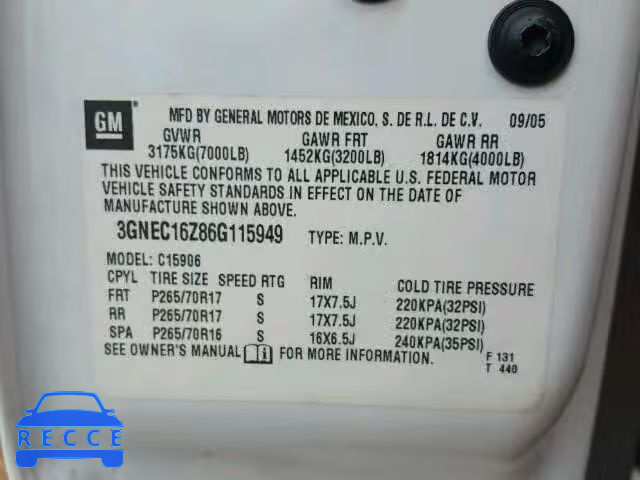 GM
MFD BY GENERAL MOTORS DE MEXICO, S. DE R.L. DE C.V. 09/05
GVWR GAWR FRT GAWR RR
3175KG(7000LB) 1452KG(3200LB) 1814KG(4000LB)
THIS VEHICLE CONFORMS TO ALL APPLICABLE U.S. FEDERAL MOTOR
VEHICLE SAFETY STANDARDS IN EFFECT ON THE DATE OF
MANUFACTURE SHOWN ABOVE.
3GNEC16Z86G115949 TYPE: M.P.V.
MODEL: C15906
CPYL TIRE SIZE SPEED RTG RIM COLD TIRE PRESSURE
FRT P265/70R17 S 17X7.5J 220KPA(32PSI)
RR P265/70R17 S 17X7.5J 220KPA(32PSI)
SPA P265/70R16 S 16X6.5J 240KPA(35PSI)
SEE OWNER'S MANUAL FOR MORE INFORMATION. F 131
T 440
RECCE